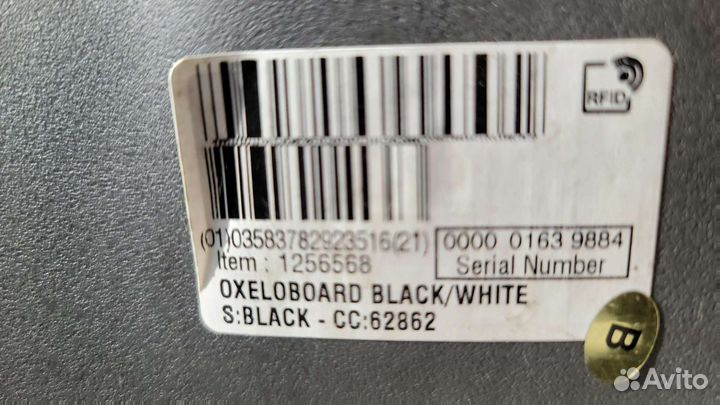 RFID
(01)03583782923516(21)
0000 0163 9884
Item : 1256568
Serial Number
OXELOBOARD BLACK/WHITE
S:BLACK - CC:62862
B
Avito